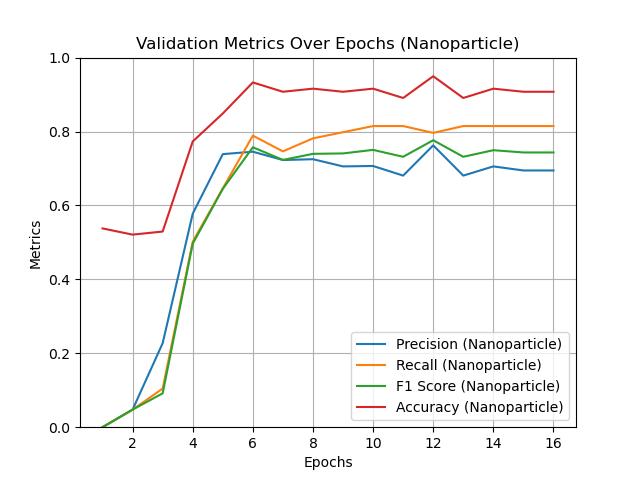 Validation Metrics Over Epochs (Nanoparticle)
1.0
0.8
0.6
0.4
0.2
0.0
Metrics
Precision (Nanoparticle)
Recall (Nanoparticle)
F1 Score (Nanoparticle)
Accuracy (Nanoparticle)
2 4 6 8 10 12 14 16
Epochs